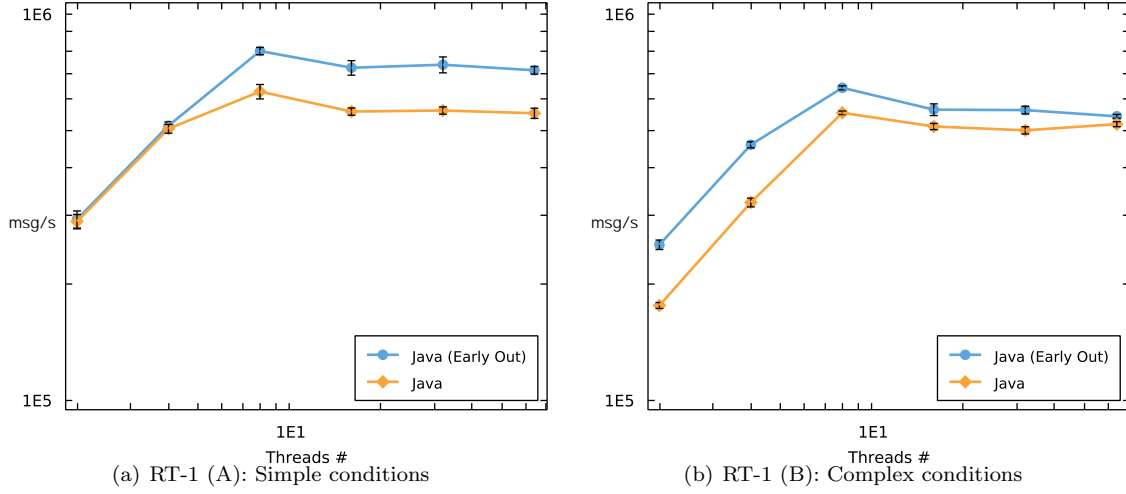 1E6
msg/s
1E5
Java (Early Out)
Java
1E1
Threads #
(a) RT-1 (A): Simple conditions
1E6
msg/s
1E5
Java (Early Out)
Java
1E1
Threads #
(b) RT-1 (B): Complex conditions